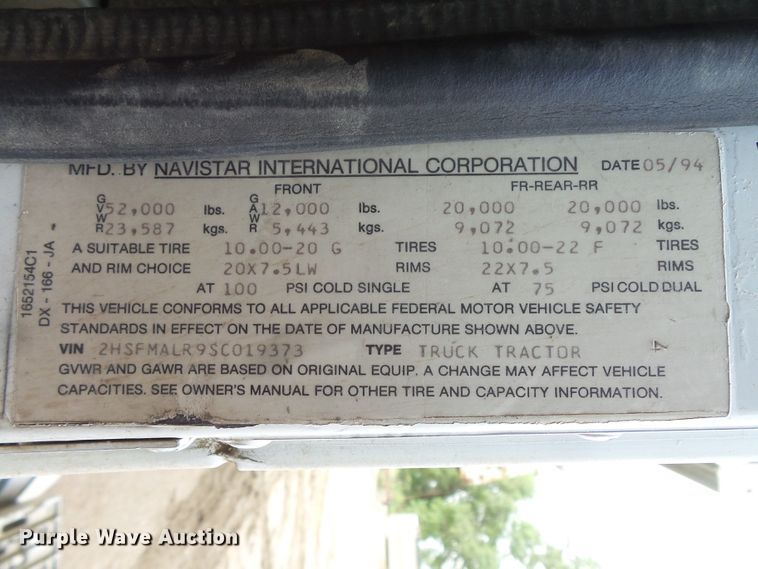 MFD. BY NAVISTAR INTERNATIONAL CORPORATION DATE 05/94
FRONT FR-REAR-RR
GVWR 52,000 lbs. GAWR 12,000 lbs. 20,000 20,000 lbs.
23,587 kgs. 5,443 kgs. 9,072 9,072 kgs.
A SUITABLE TIRE 10.00-20 G TIRES 10.00-22 F TIRES
AND RIM CHOICE 20X7.5LW RIMS 22X7.5 RIMS
AT 100 PSI COLD SINGLE AT 75 PSI COLD DUAL
THIS VEHICLE CONFORMS TO ALL APPLICABLE FEDERAL MOTOR VEHICLE SAFETY
STANDARDS IN EFFECT ON THE DATE OF MANUFACTURE SHOWN ABOVE.
VIN 2HSFMALR9SC019373 TYPE TRUCK TRACTOR
GVWR AND GAWR ARE BASED ON ORIGINAL EQUIP. A CHANGE MAY AFFECT VEHICLE
CAPACITIES. SEE OWNER'S MANUAL FOR OTHER TIRE AND CAPACITY INFORMATION.
1652154C1
DX - 166 - JA
Purple Wave Auction